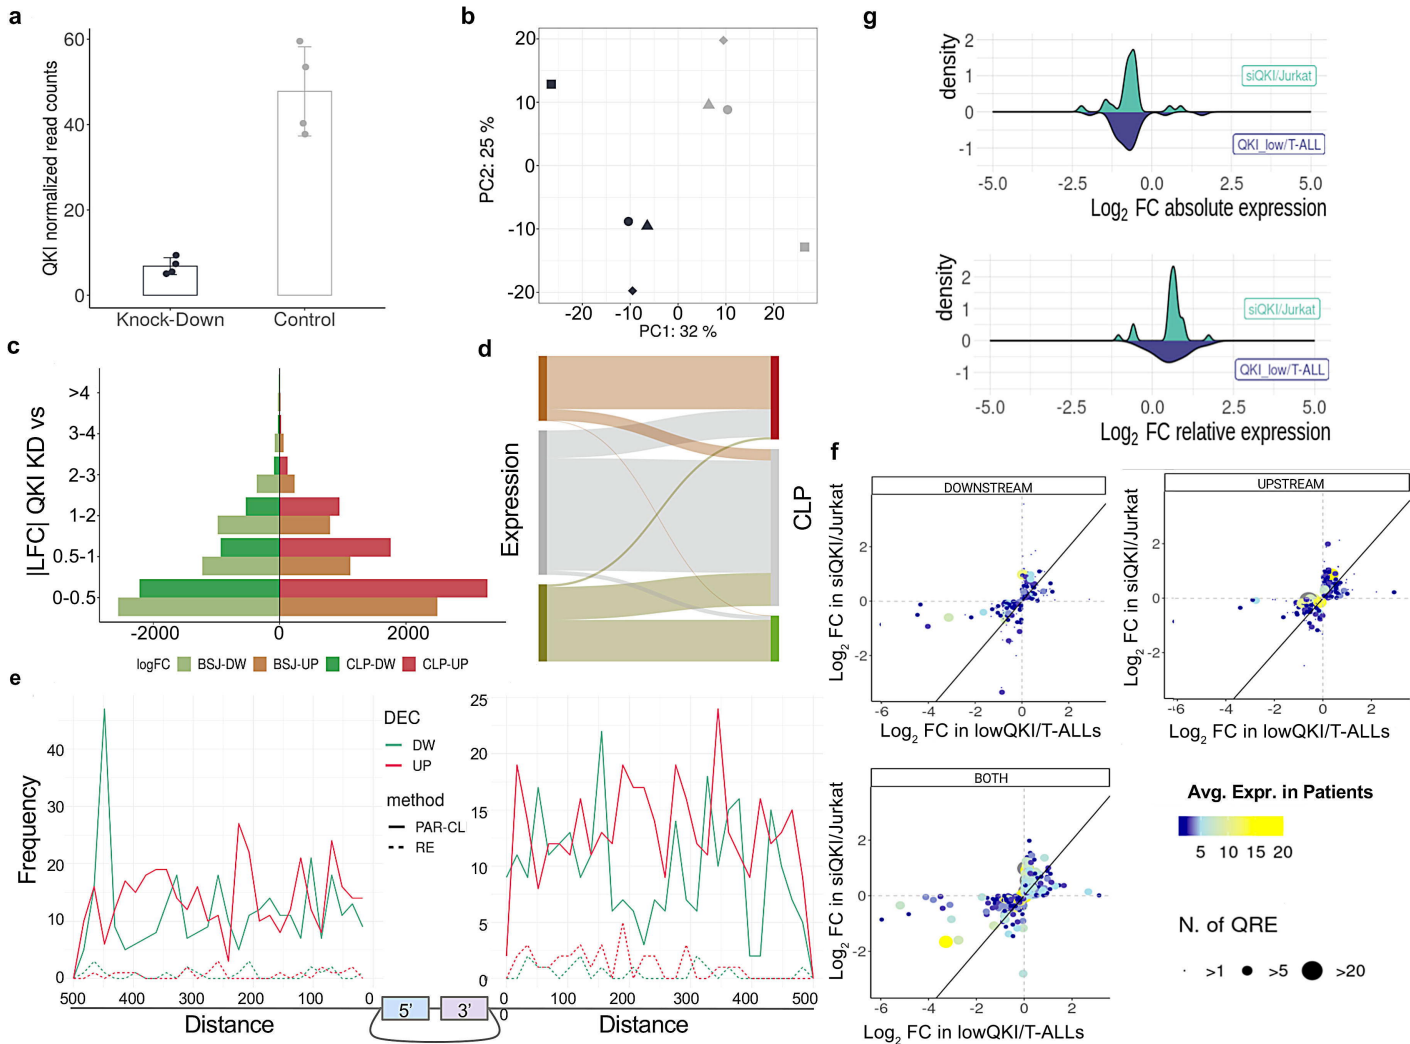 a
QKI normalized read counts
60
40
20
0
Knock-Down
Control
b
PC2: 25 %
20
10
0
-10
-20
-20
-10
0
10
20
PC1: 32 %
c
|LFC| QKI KD vs
>4
3-4
2-3
1-2
0.5-1
0-0.5
-2000
0
2000
logFC
BSJ-DW
BSJ-UP
CLP-DW
CLP-UP
d
Expression
CLP
e
Frequency
40
30
20
10
0
500
400
300
200
100
0
Distance
DEC
DW
UP
method
PAR-CL
RE
5'
3'
25
20
15
10
5
0
0
0
100
200
300
400
500
Distance
g
density
2
1
0
-1
siQKI/Jurkat
QKI_low/T-ALL
-5.0
-2.5
0.0
2.5
5.0
Log2 FC absolute expression
density
2
1
0
-1
siQKI/Jurkat
QKI_low/T-ALL
-5.0
-2.5
0.0
2.5
5.0
Log2 FC relative expression
f
DOWNSTREAM
Log2 FC in siQKI/Jurkat
2
0
-2
-6
-4
-2
0
2
Log2 FC in lowQKI/T-ALLs
UPSTREAM
Log2 FC in siQKI/Jurkat
2
0
-2
-6
-4
-2
0
2
Log2 FC in lowQKI/T-ALLs
BOTH
Log2 FC in siQKI/Jurkat
2
0
-2
-6
-4
-2
0
2
Log2 FC in lowQKI/T-ALLs
Avg. Expr. in Patients
5 10 15 20
N. of QRE
>1
>5
>20